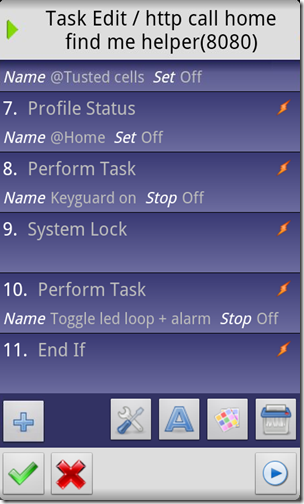 Task Edit / http call home
find me helper(8080)
Name @Tusted cells Set Off
7. Profile Status
Name @Home Set Off
8. Perform Task
Name Keyguard on Stop Off
9. System Lock
10. Perform Task
Name Toggle led loop + alarm Stop Off
11. End If
A